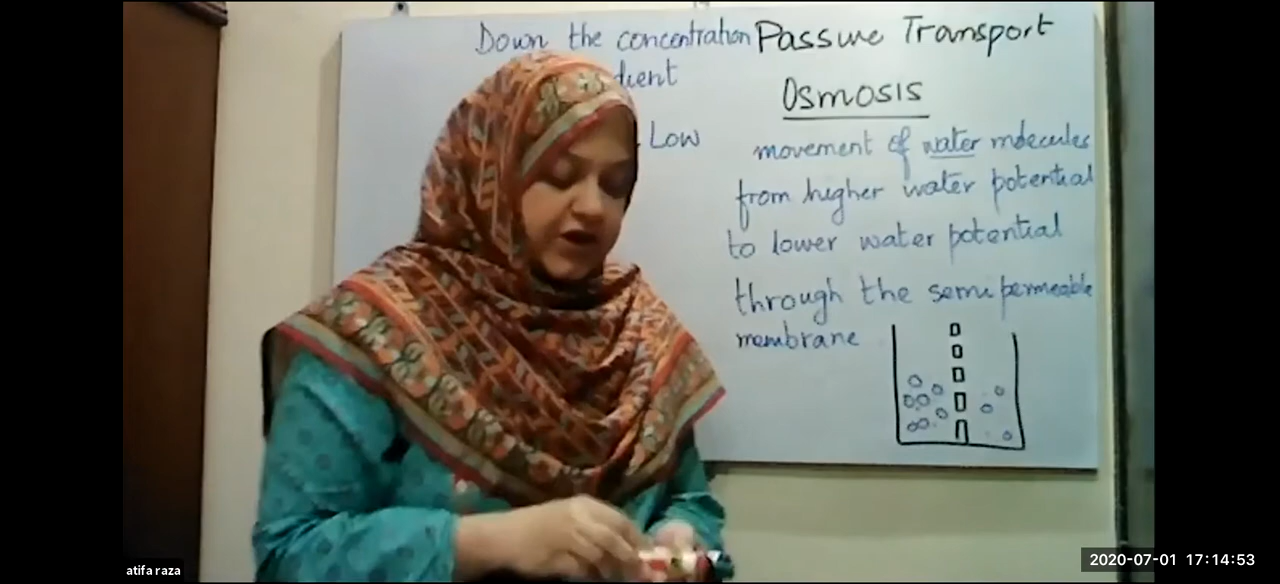 Down the concentration
dient
Low
Passive Transport
Osmosis
movement of water molecules
from higher water potential
to lower water potential
through the semi permeable
membrane
atifa raza
2020-07-01 17:14:53